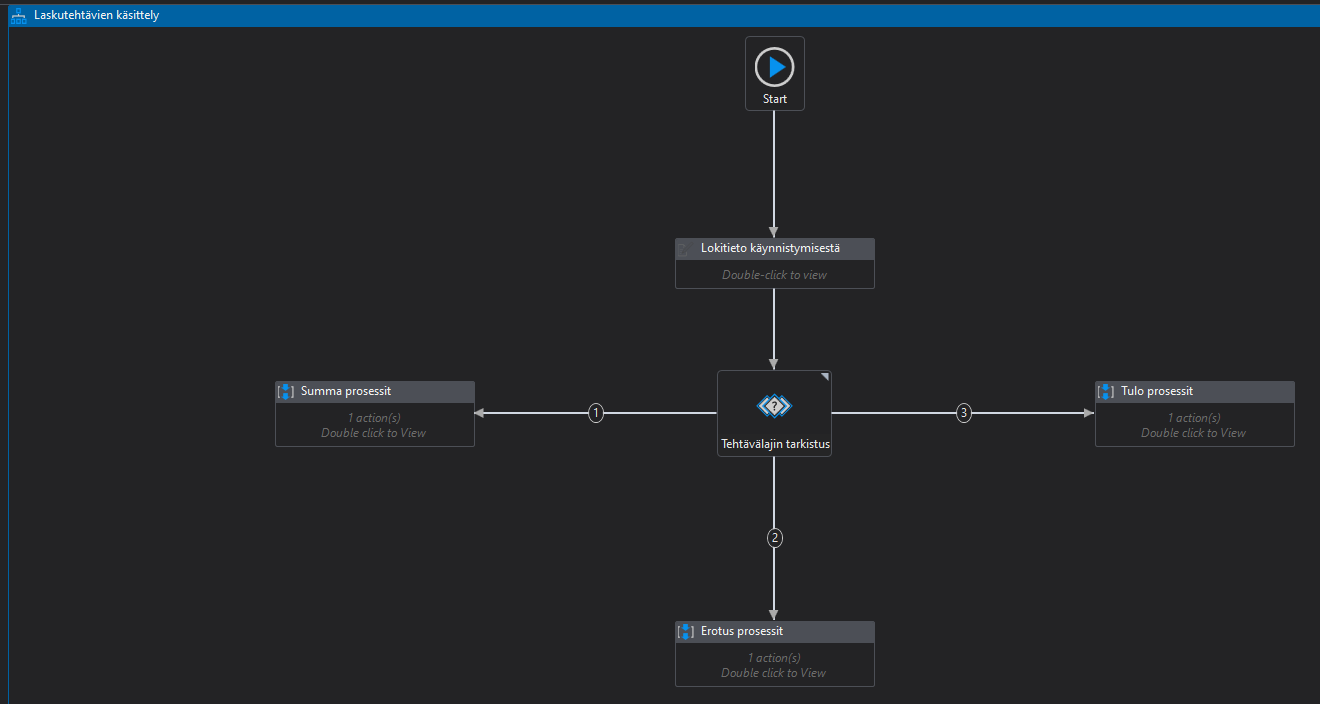 Laskutehtävien käsittely
Start
Lokitieto käynnistymisestä
Double-click to view
Summa prosessit
1 action(s)
Double click to View
1
?
Tehtävälajin tarkistus
3
Tulo prosessit
1 action(s)
Double click to View
2
Erotus prosessit
1 action(s)
Double click to View